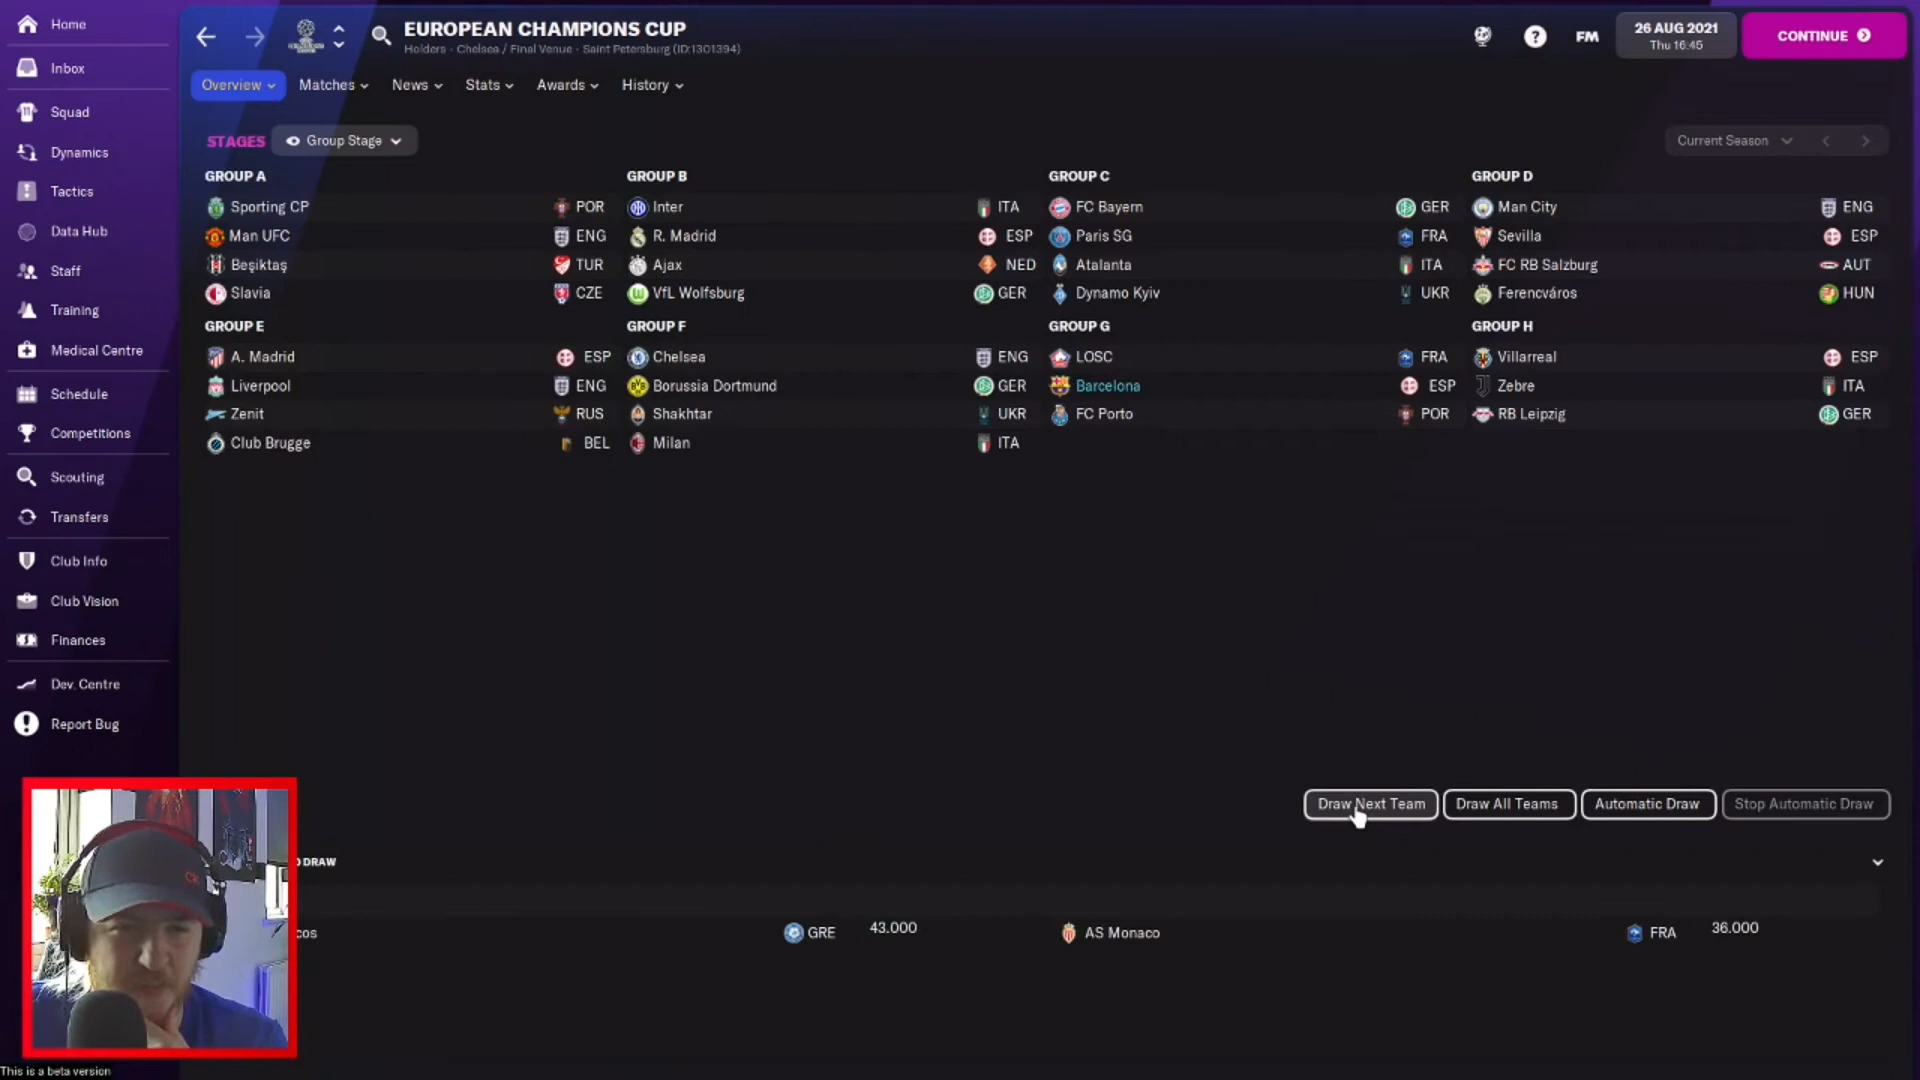 Home
Inbox
Squad
Dynamics
Tactics
Data Hub
Staff
Training
Medical Centre
Schedule
Competitions
Scouting
Transfers
Club Info
Club Vision
Finances
Dev. Centre
Report Bug
EUROPEAN CHAMPIONS CUP
Holders - Chelsea / Final Venue - Saint Petersburg (ID:1301394)
FM
26 AUG 2021
Thu 16:45
CONTINUE
Overview Matches News Stats Awards History
STAGES Group Stage Current Season
GROUP A
Sporting CP POR
Man UFC ENG
Beşiktaş TUR
Slavia CZE
GROUP B
Inter ITA
R. Madrid ESP
Ajax NED
VfL Wolfsburg GER
GROUP C
FC Bayern GER
Paris SG FRA
Atalanta ITA
Dynamo Kyiv UKR
GROUP D
Man City ENG
Sevilla ESP
FC RB Salzburg AUT
Ferencváros HUN
GROUP E
A. Madrid ESP
Liverpool ENG
Zenit RUS
Club Brugge BEL
GROUP F
Chelsea ENG
Borussia Dortmund GER
Shakhtar UKR
Milan ITA
GROUP G
LOSC FRA
Barcelona ESP
FC Porto POR
GROUP H
Villarreal ESP
Zebre ITA
RB Leipzig GER
Draw Next Team Draw All Teams Automatic Draw Stop Automatic Draw
DRAW
cos GRE 43.000 AS Monaco FRA 36.000
This is a beta version